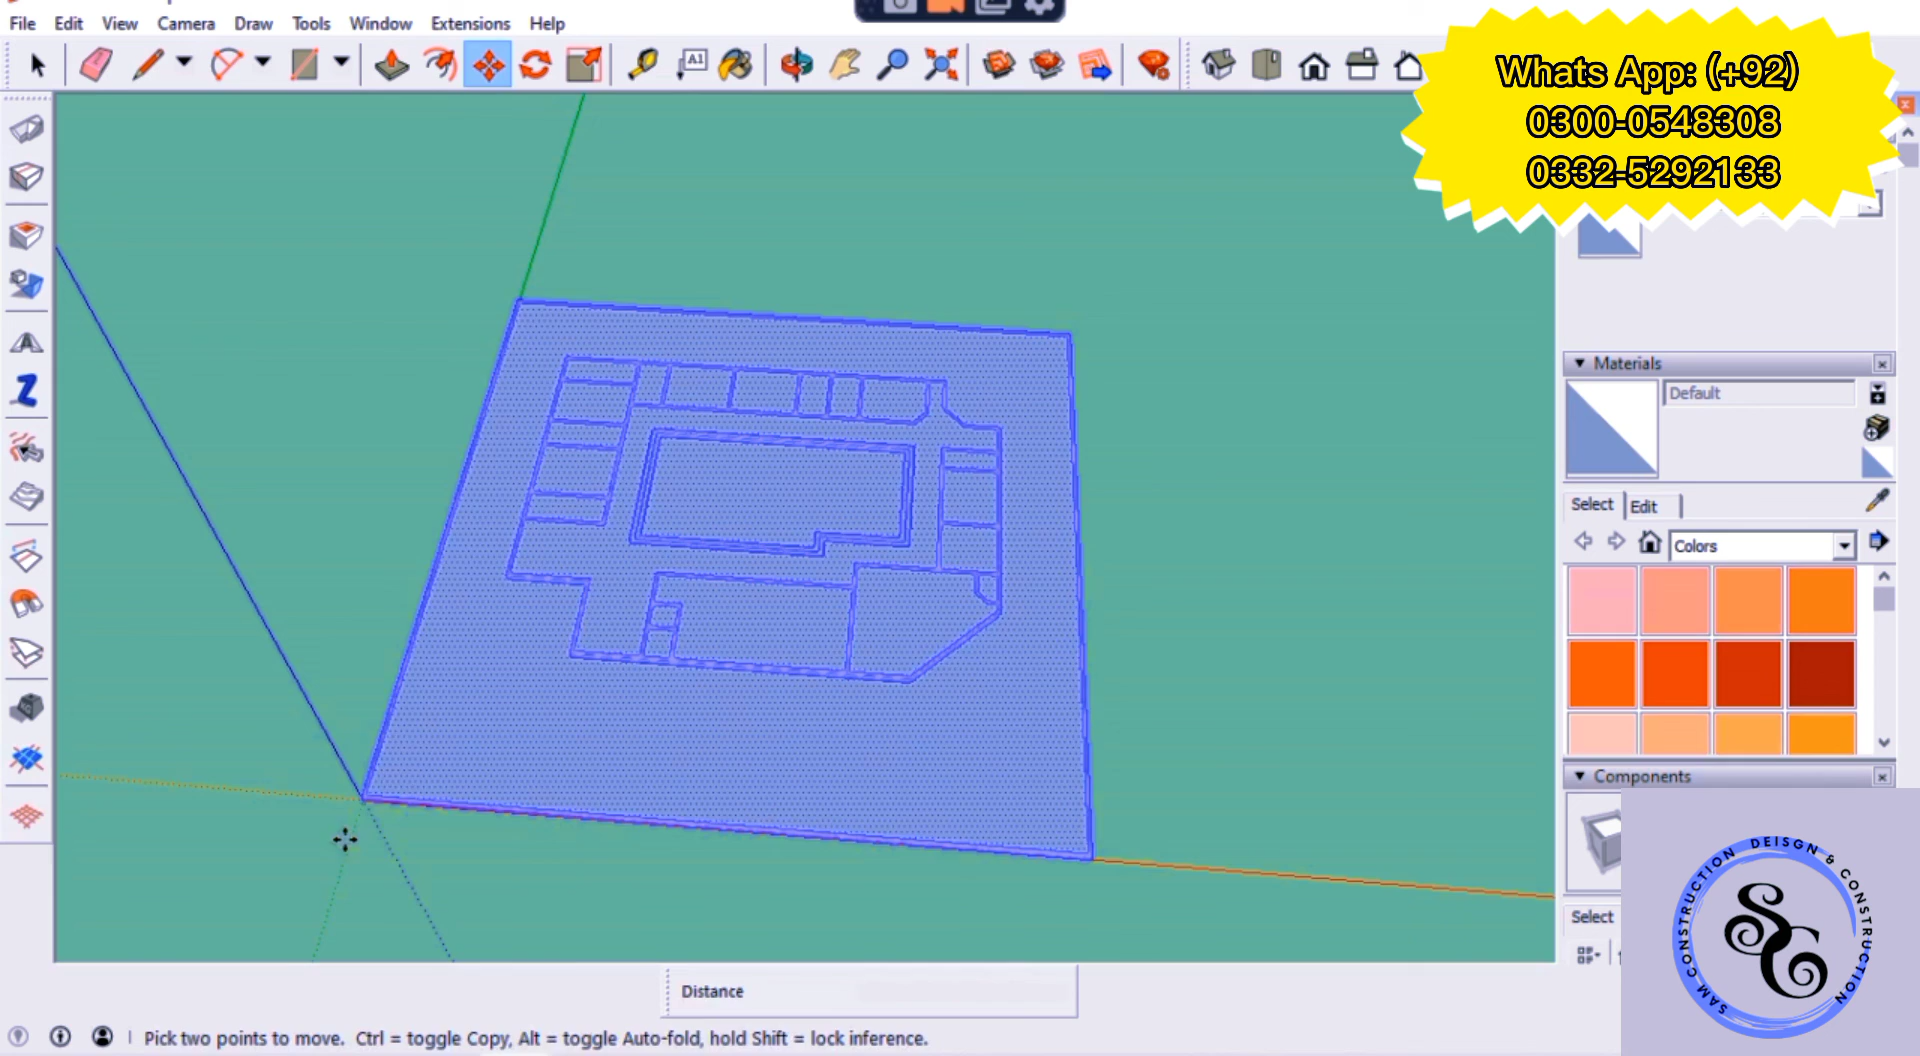 File Edit View Camera Draw Tools Window Extensions Help
A1
Whats App: (+92)
0300-0548308
0332-5292133
Materials
Default
Select Edit
Colors
Components
Select
SAM CONSTRUCTION DEISGN & CONSTRUCTION
SC
Distance
Pick two points to move. Ctrl = toggle Copy, Alt = toggle Auto-fold, hold Shift = lock inference.